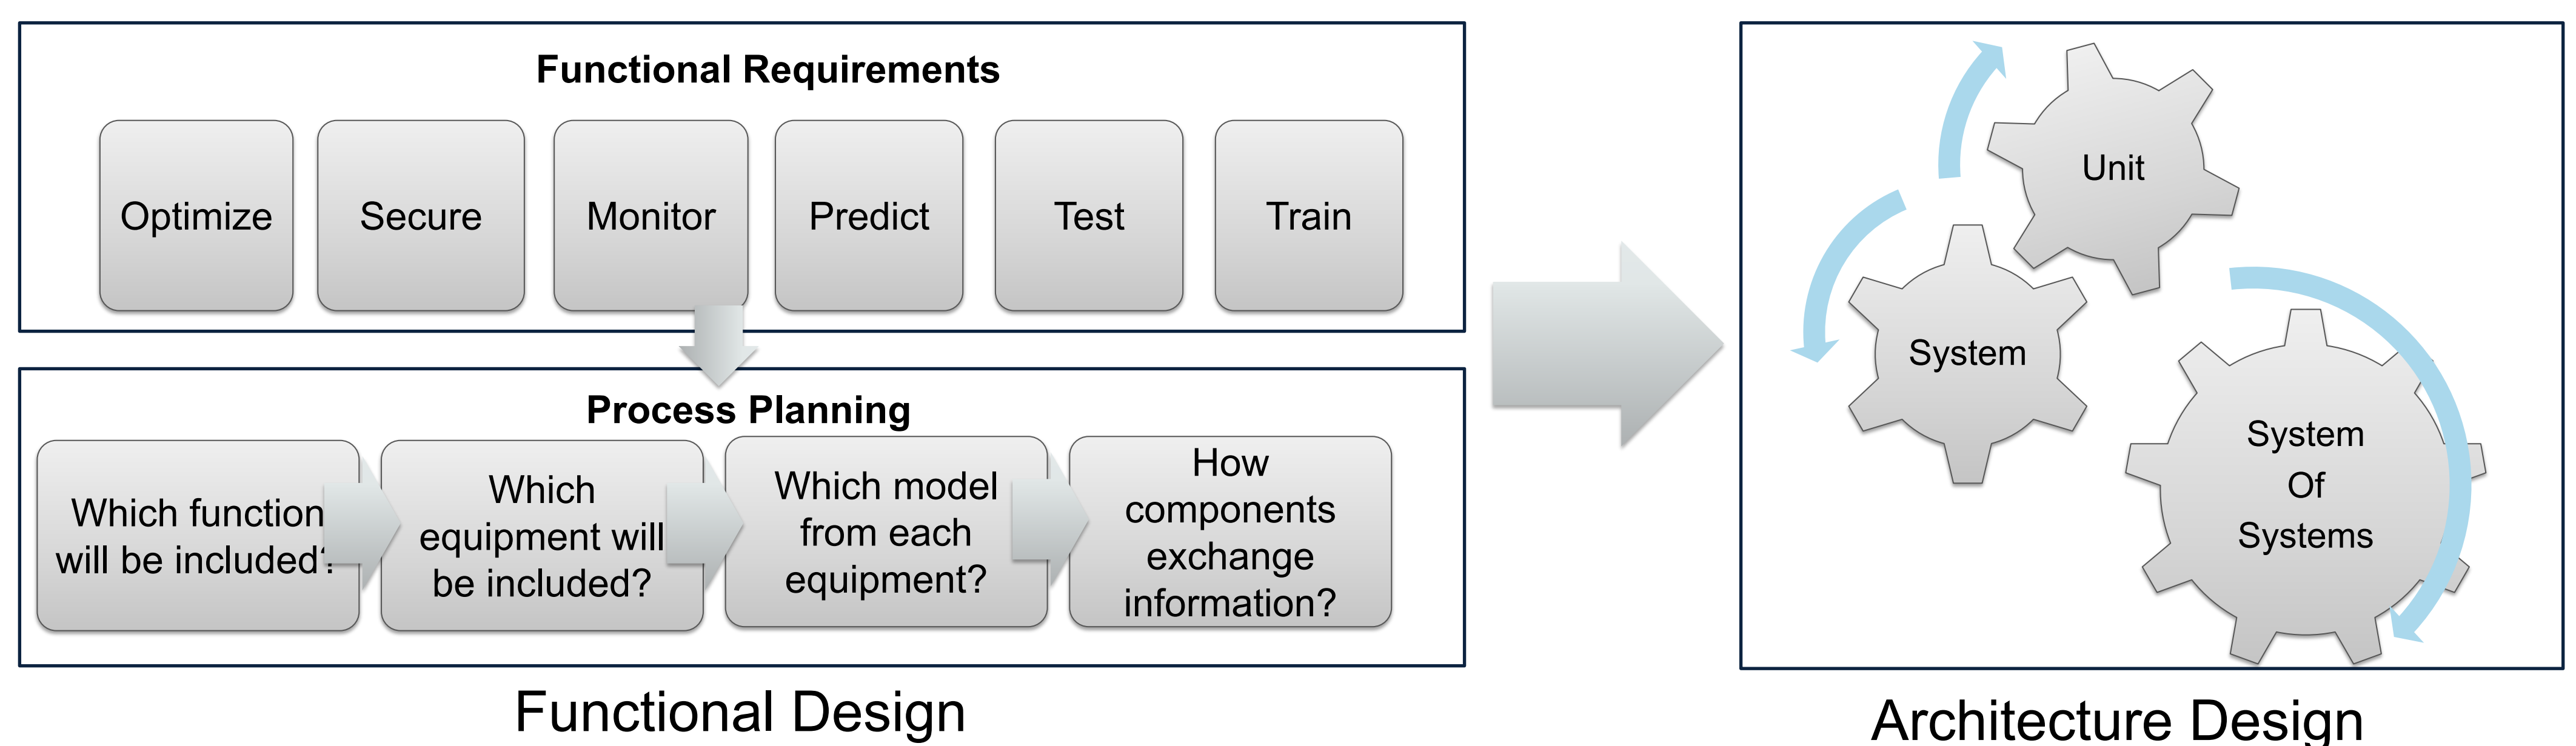 Functional Requirements
Optimize
Secure
Monitor
Predict
Test
Train
Process Planning
Which function
will be included?
Which
equipment will
be included?
Which model
from each
equipment?
How
components
exchange
information?
Functional Design
Unit
System
System
Of
Systems
Architecture Design